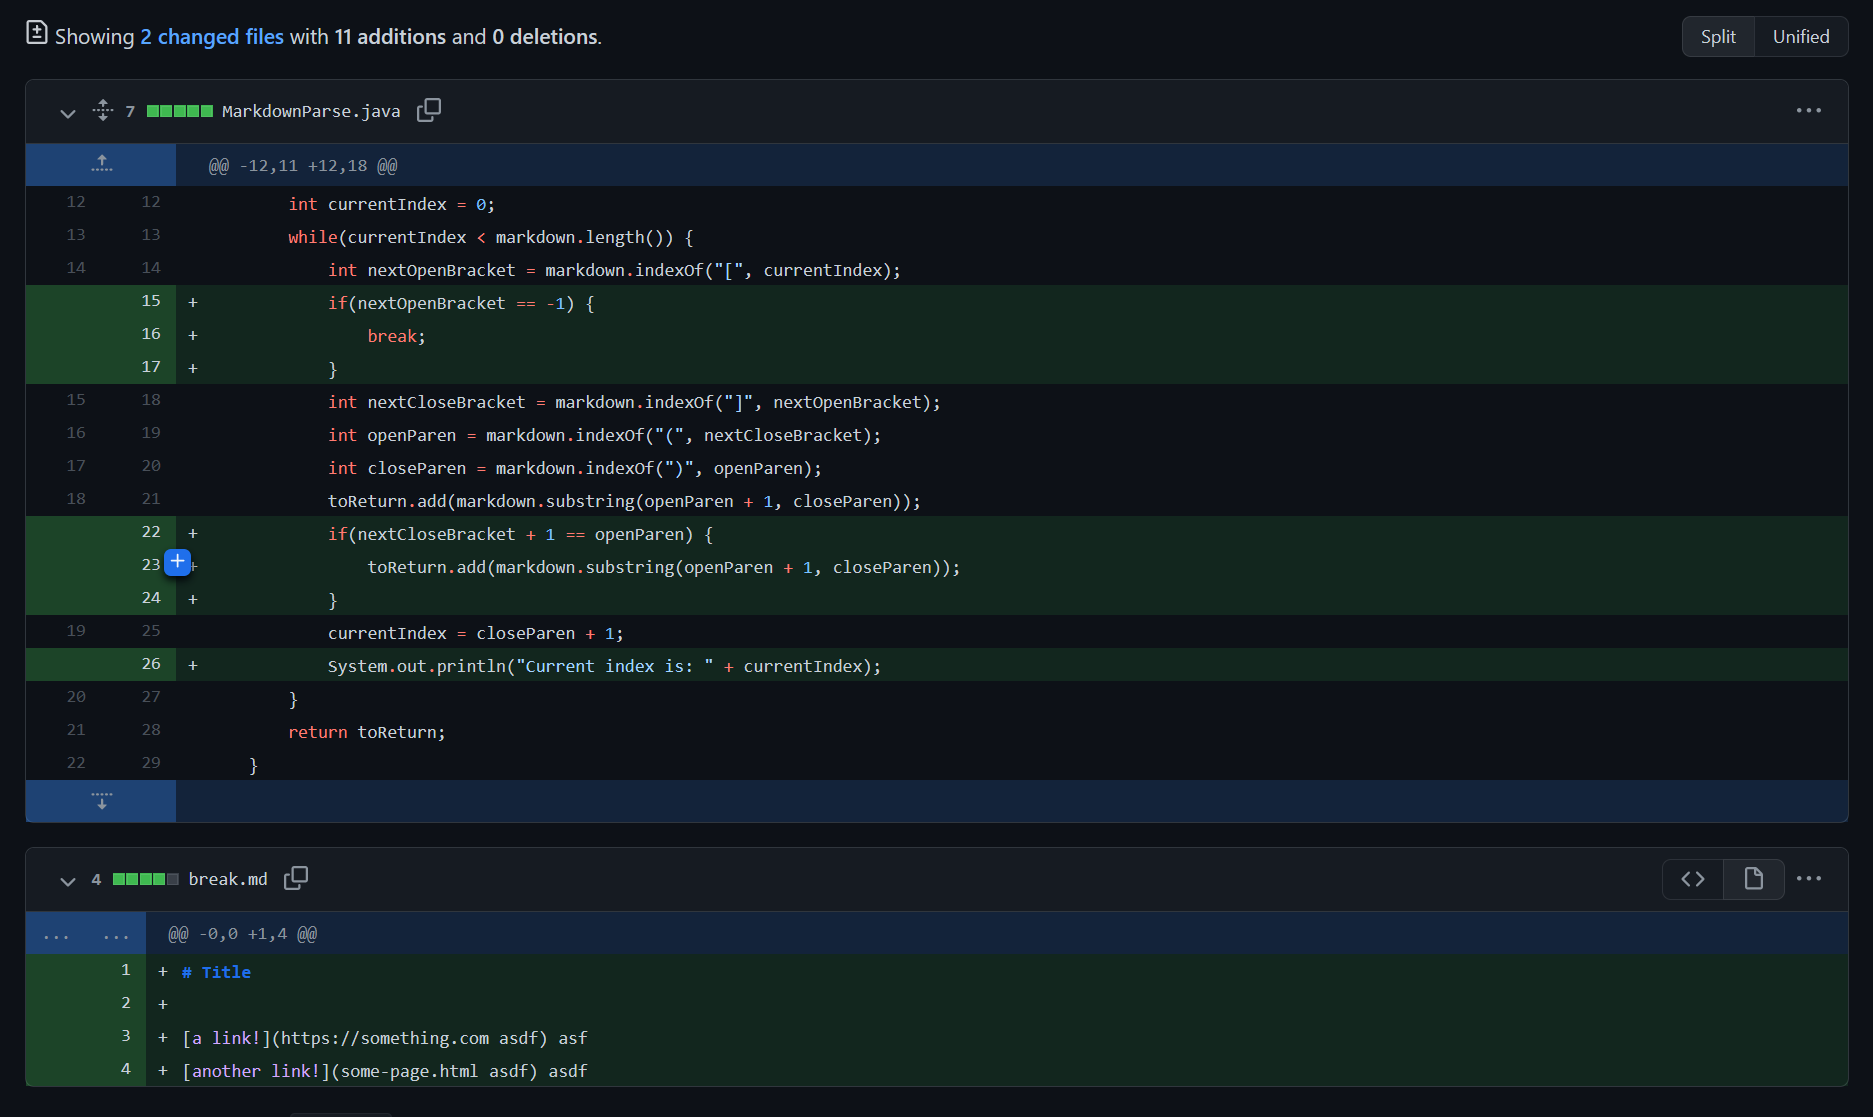 Showing 2 changed files with 11 additions and 0 deletions.
Split Unified
7 MarkdownParse.java
@@ -12,11 +12,18 @@
12 12 int currentIndex = 0;
13 13 while(currentIndex < markdown.length()) {
14 14 int nextOpenBracket = markdown.indexOf("[", currentIndex);
15 + if(nextOpenBracket == -1) {
16 + break;
17 + }
15 18 int nextCloseBracket = markdown.indexOf("]", nextOpenBracket);
16 19 int openParen = markdown.indexOf("(", nextCloseBracket);
17 20 int closeParen = markdown.indexOf(")", openParen);
18 21 toReturn.add(markdown.substring(openParen + 1, closeParen));
22 + if(nextCloseBracket + 1 == openParen) {
23 + toReturn.add(markdown.substring(openParen + 1, closeParen));
24 + }
19 25 currentIndex = closeParen + 1;
26 + System.out.println("Current index is: " + currentIndex);
20 27 }
21 28 return toReturn;
22 29 }
4 break.md
... ... @@ -0,0 +1,4 @@
1 + # Title
2 +
3 + [a link!](https://something.com asdf) asf
4 + [another link!](some-page.html asdf) asdf